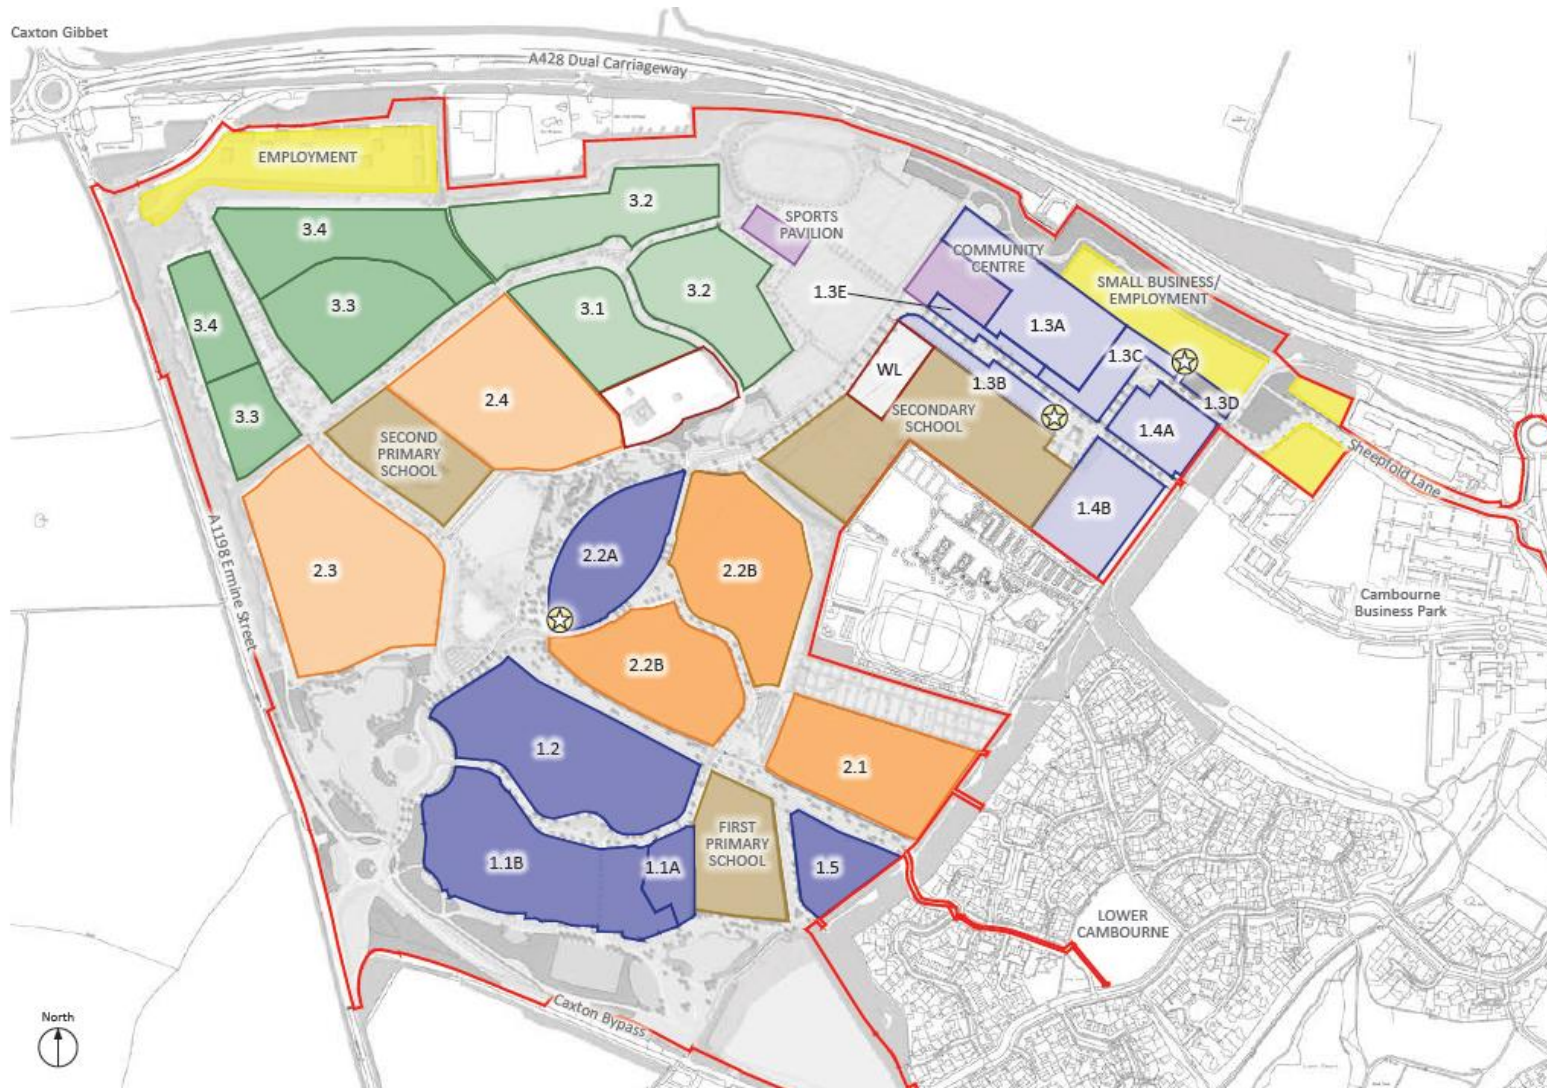 Caxton Gibbet
A428 Dual Carriageway
EMPLOYMENT
3.2
3.4
SPORTS
PAVILION
COMMUNITY
CENTRE
SMALL BUSINESS/
EMPLOYMENT
3.2
1.3E
3.3
3.1
3.4
1.3A
1.3C
WL
1.3B
2.4
1.3D
3.3
SECONDARY
SCHOOL
1.4A
SECOND
PRIMARY
SCHOOL
Sheepfold Lane
1.4B
A1198 Ermine Street
2.2A
2.3
2.2B
Cambourne
Business Park
2.2B
1.2
2.1
FIRST
PRIMARY
SCHOOL
1.1B
1.1A
1.5
LOWER
CAMBOURNE
Caxton Bypass
North